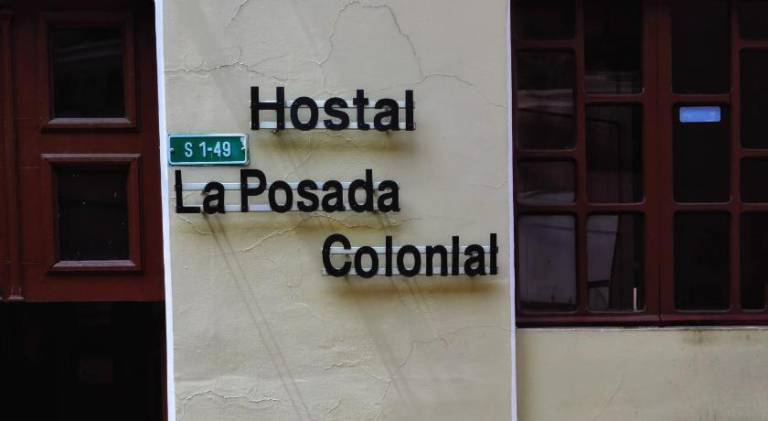 Hostal
S 1-49
La Posada
Colonial